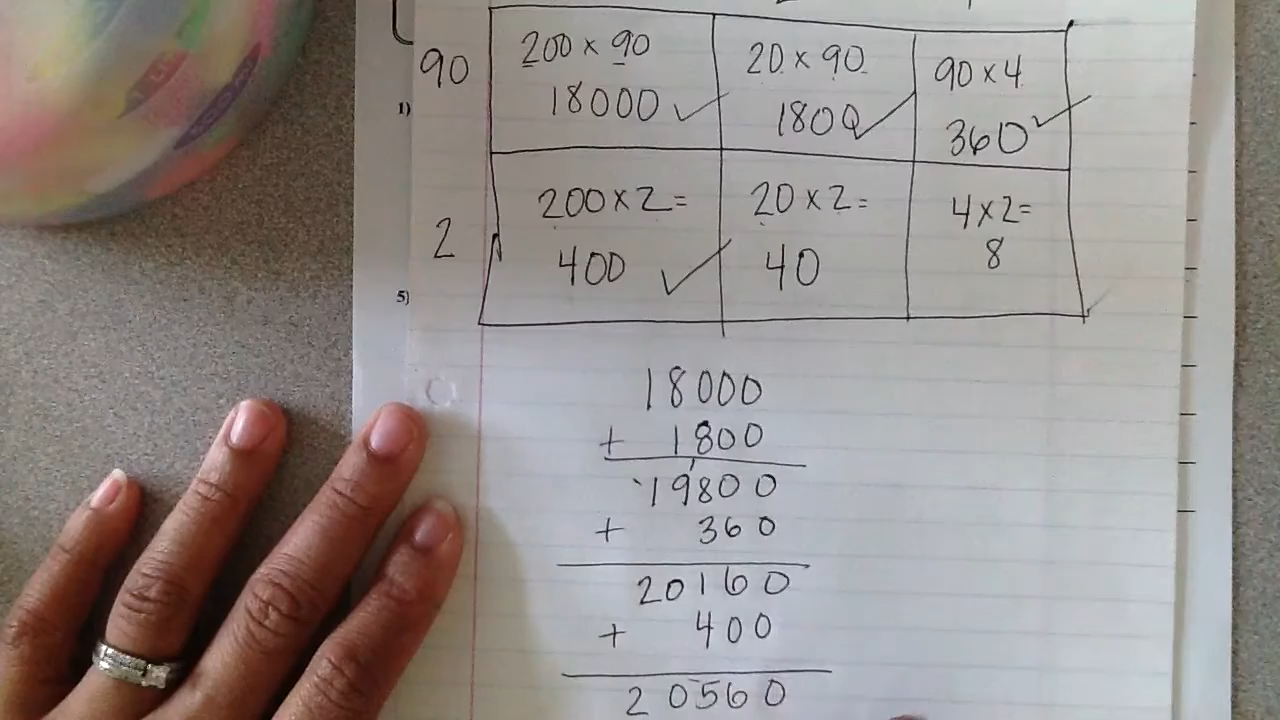 90
200 x 90
18000 ✓
20 x 90
1800 ✓
90 x 4
360 ✓
2
200 x 2 =
400 ✓
20 x 2 =
40
4 x 2 =
8
1)
5)
18000
+ 1800
19800
+ 360
20160
+ 400
20560